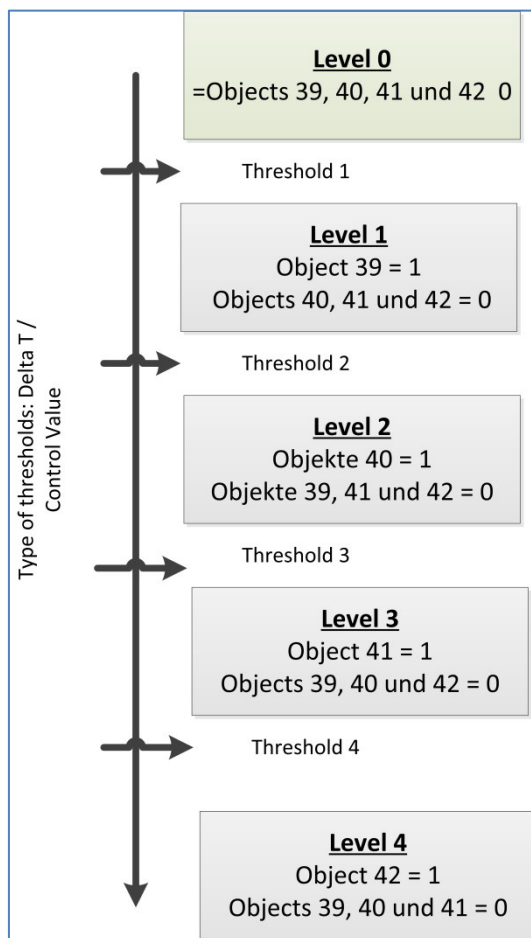 Level 0
=Objects 39, 40, 41 und 42  0
Threshold 1
Level 1
Object 39 = 1
Objects 40, 41 und 42 = 0
Threshold 2
Level 2
Objekte 40 = 1
Objekte 39, 41 und 42 = 0
Threshold 3
Level 3
Object 41 = 1
Objects 39, 40 und 42 = 0
Threshold 4
Level 4
Object 42 = 1
Objects 39, 40 und 41 = 0
Type of thresholds: Delta T /
Control Value